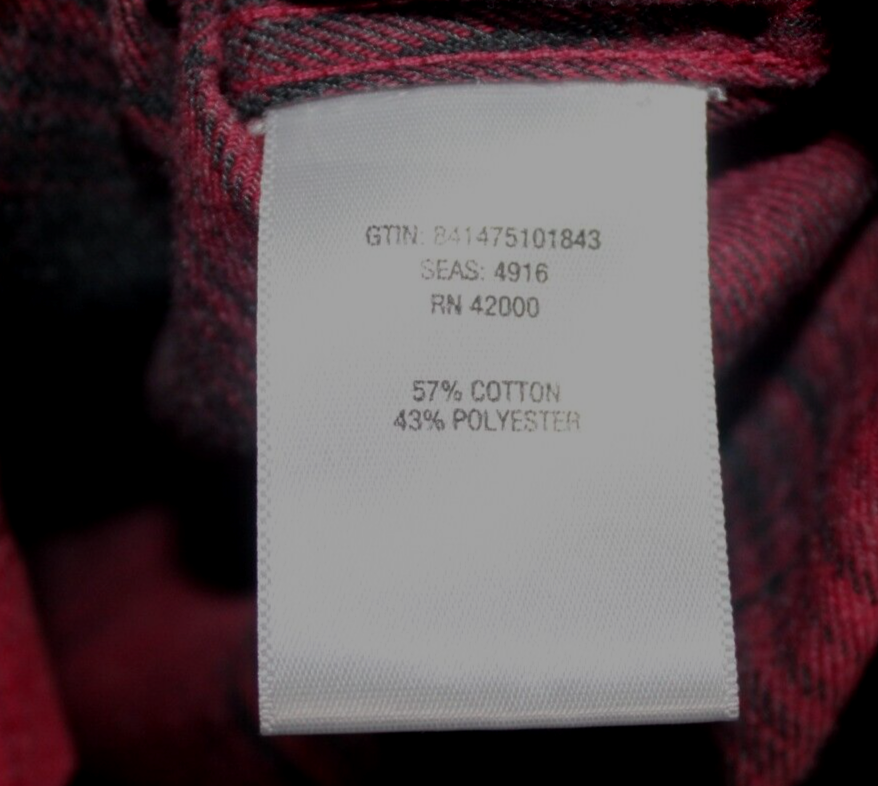 GTIN: 841475101843
SEAS: 4916
RN 42000
57% COTTON
43% POLYESTER